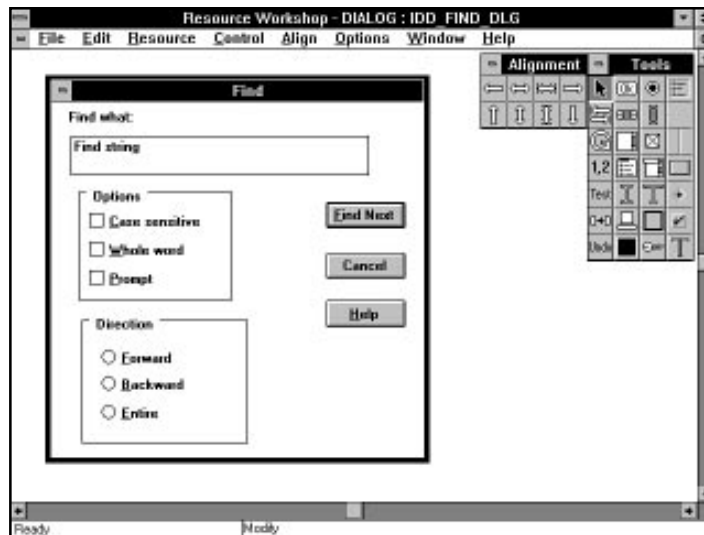 Resource Workshop - DIALOG : IDD_FIND_DLG
File Edit Resource Control Align Options Window Help
Alignment Tools
Find
Find what:
Find string
Options
Case sensitive
Whole word
Prompt
Find Next
Cancel
Help
Direction
Forward
Backward
Entire
OK
1,2
Test
Undo
T
Ready Modify